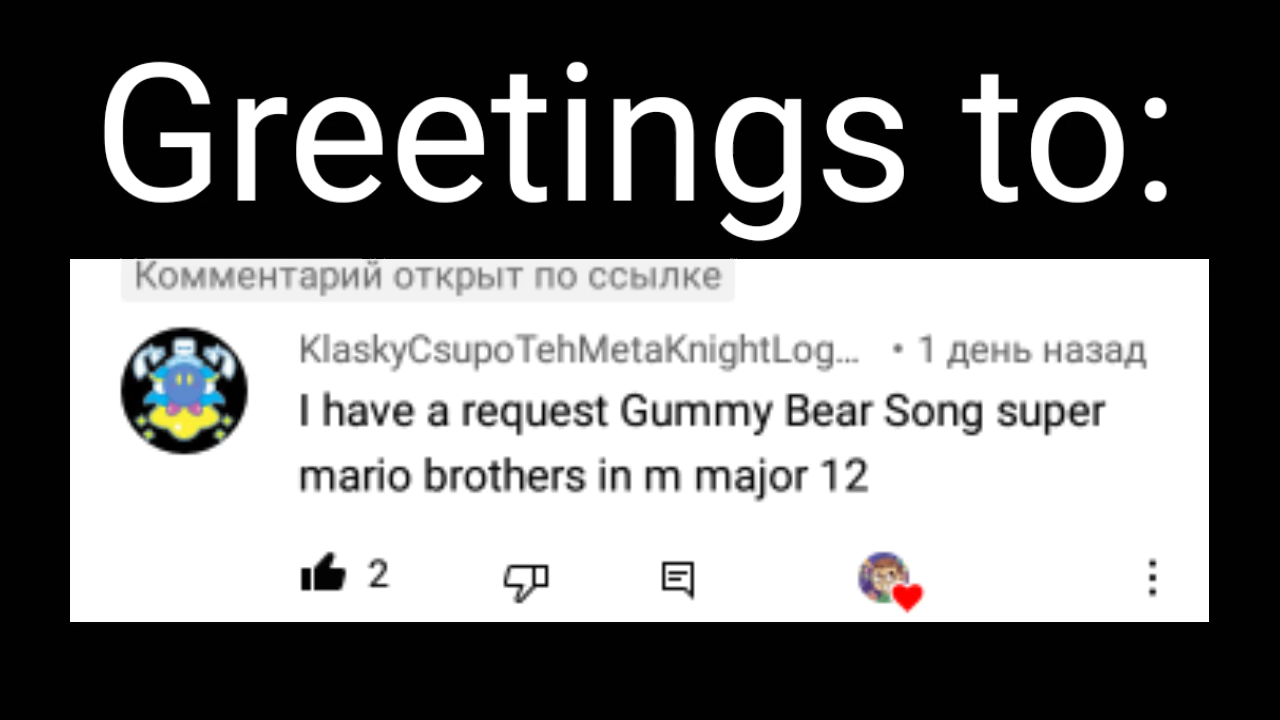 Greetings to:
Комментарий открыт по ссылке
KlaskyCsupoTehMetaKnightLog... • 1 день назад
I have a request Gummy Bear Song super
mario brothers in m major 12
2